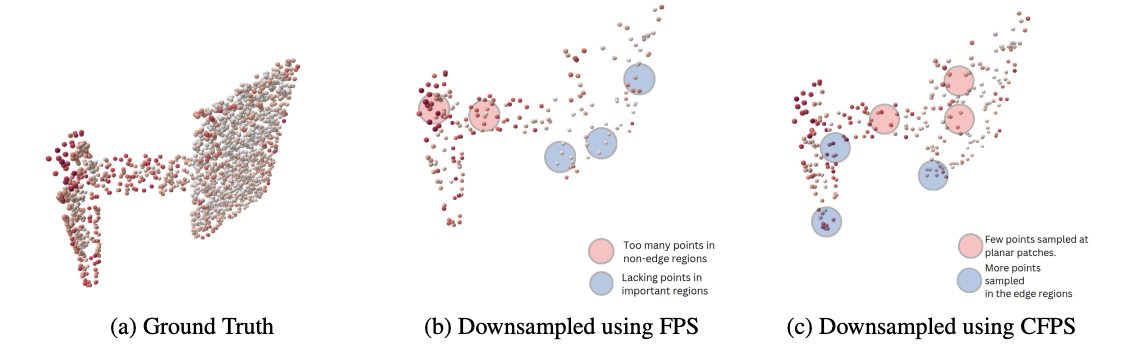 Too many points in
non-edge regions
Lacking points in
important regions
Few points sampled at
planar patches.
More points
sampled
in the edge regions
(a) Ground Truth
(b) Downsampled using FPS
(c) Downsampled using CFPS